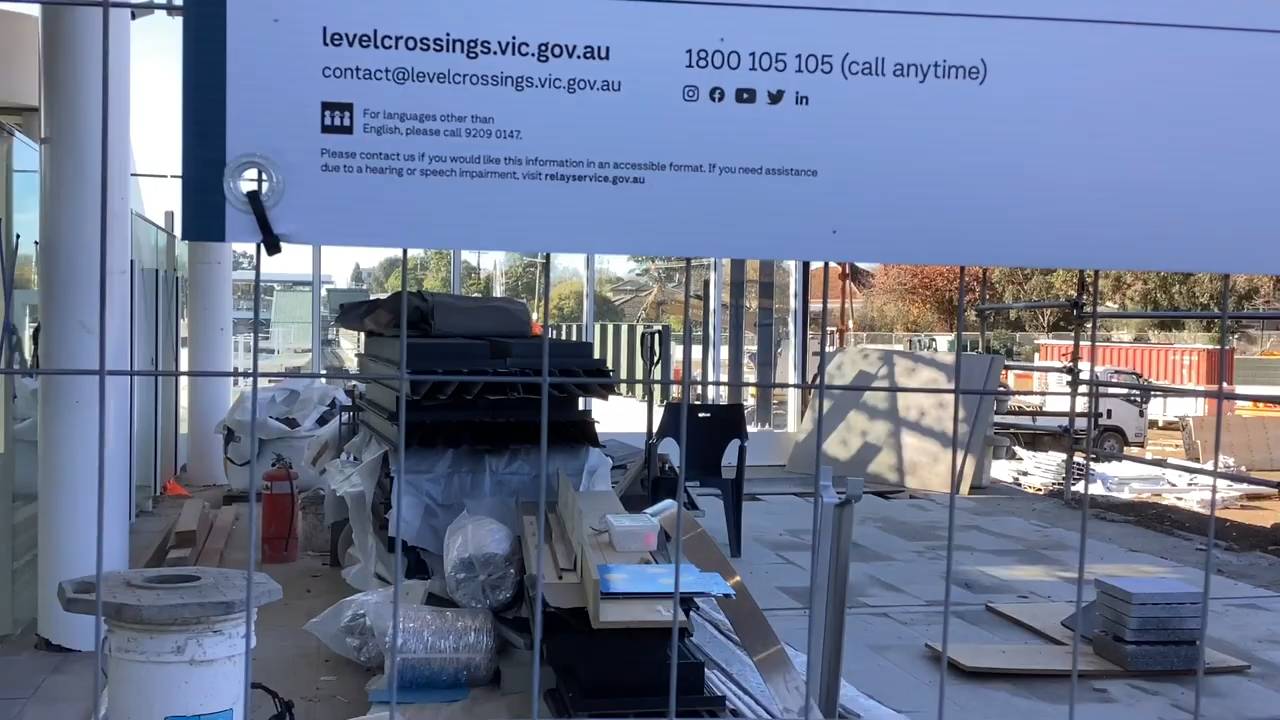 levelcrossings.vic.gov.au
contact@levelcrossings.vic.gov.au
For languages other than
English, please call 9209 0147.
Please contact us if you would like this information in an accessible format. If you need assistance
due to a hearing or speech impairment, visit relayservice.gov.au
1800 105 105 (call anytime)
in